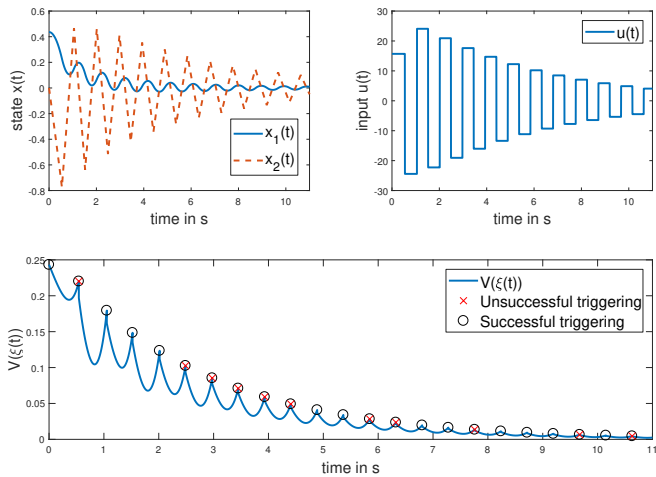 0.6
0.4
0.2
0
-0.2
-0.4
-0.6
-0.8
state x(t)
x_1(t)
x_2(t)
0 2 4 6 8 10
time in s
30
20
10
0
-10
-20
-30
input u(t)
u(t)
0 2 4 6 8 10
time in s
0.25
0.2
0.15
0.1
0.05
0
V(ξ(t))
V(ξ(t))
Unsuccessful triggering
Successful triggering
0 1 2 3 4 5 6 7 8 9 10 11
time in s